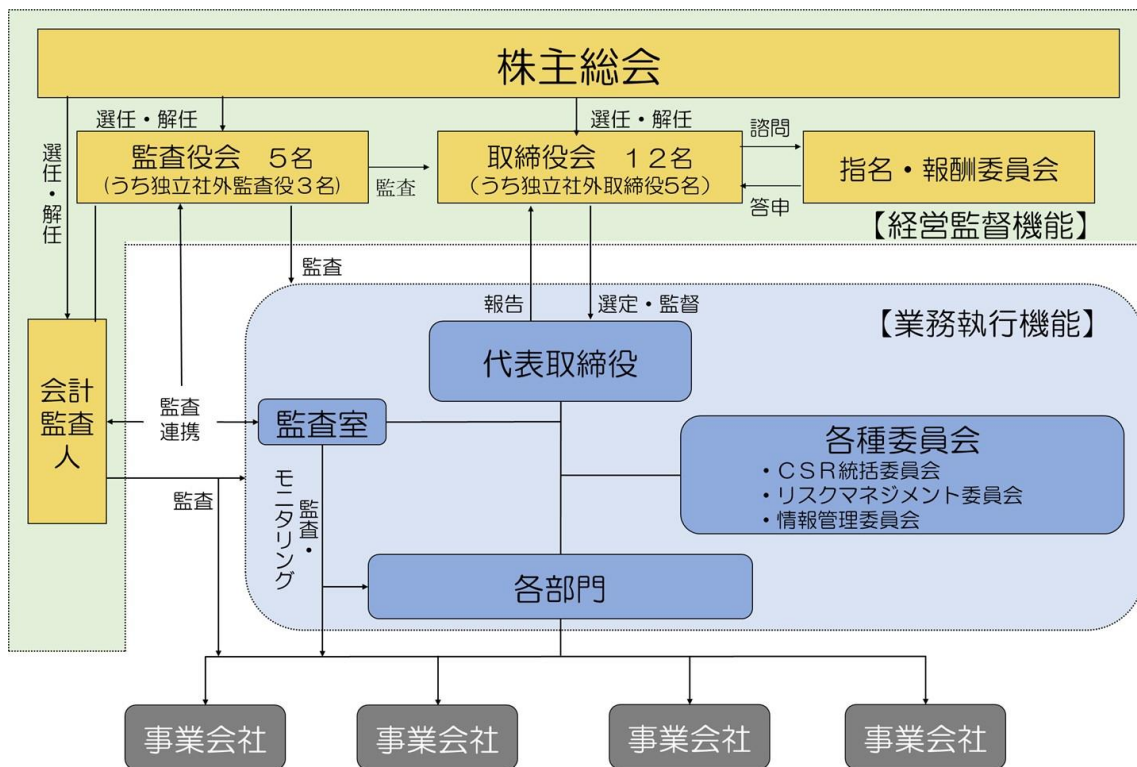 株主総会
選任・解任
選任・解任
選任・解任
監査役会　5名
(うち独立社外監査役3名)
監査
取締役会　12名
（うち独立社外取締役5名）
諮問
答申
指名・報酬委員会
【経営監督機能】
監査
報告
選定・監督
【業務執行機能】
代表取締役
会計
監査
人
監査
連携
監査室
各種委員会
・CSR統括委員会
・リスクマネジメント委員会
・情報管理委員会
監査
監査・
モニタリング
各部門
事業会社
事業会社
事業会社
事業会社